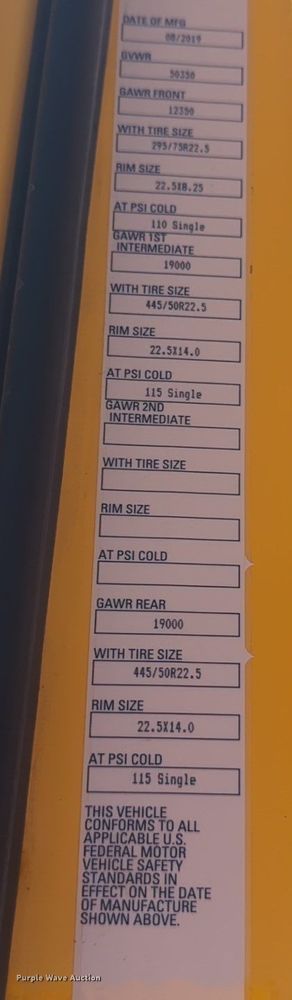 DATE OF MFG
08/2019
GVWR
50350
GAWR FRONT
12350
WITH TIRE SIZE
295/75R22.5
RIM SIZE
22.5X8.25
AT PSI COLD
110 Single
GAWR 1ST
INTERMEDIATE
19000
WITH TIRE SIZE
445/50R22.5
RIM SIZE
22.5X14.0
AT PSI COLD
115 Single
GAWR 2ND
INTERMEDIATE
WITH TIRE SIZE
RIM SIZE
AT PSI COLD
GAWR REAR
19000
WITH TIRE SIZE
445/50R22.5
RIM SIZE
22.5X14.0
AT PSI COLD
115 Single
THIS VEHICLE
CONFORMS TO ALL
APPLICABLE U.S.
FEDERAL MOTOR
VEHICLE SAFETY
STANDARDS IN
EFFECT ON THE DATE
OF MANUFACTURE
SHOWN ABOVE.
Purple Wave Auction